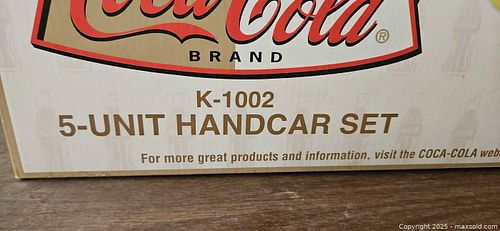 Coca-Cola®
BRAND
K-1002
5-UNIT HANDCAR SET
For more great products and information, visit the COCA-COLA web
Copyright © 2025 - maxsold.com